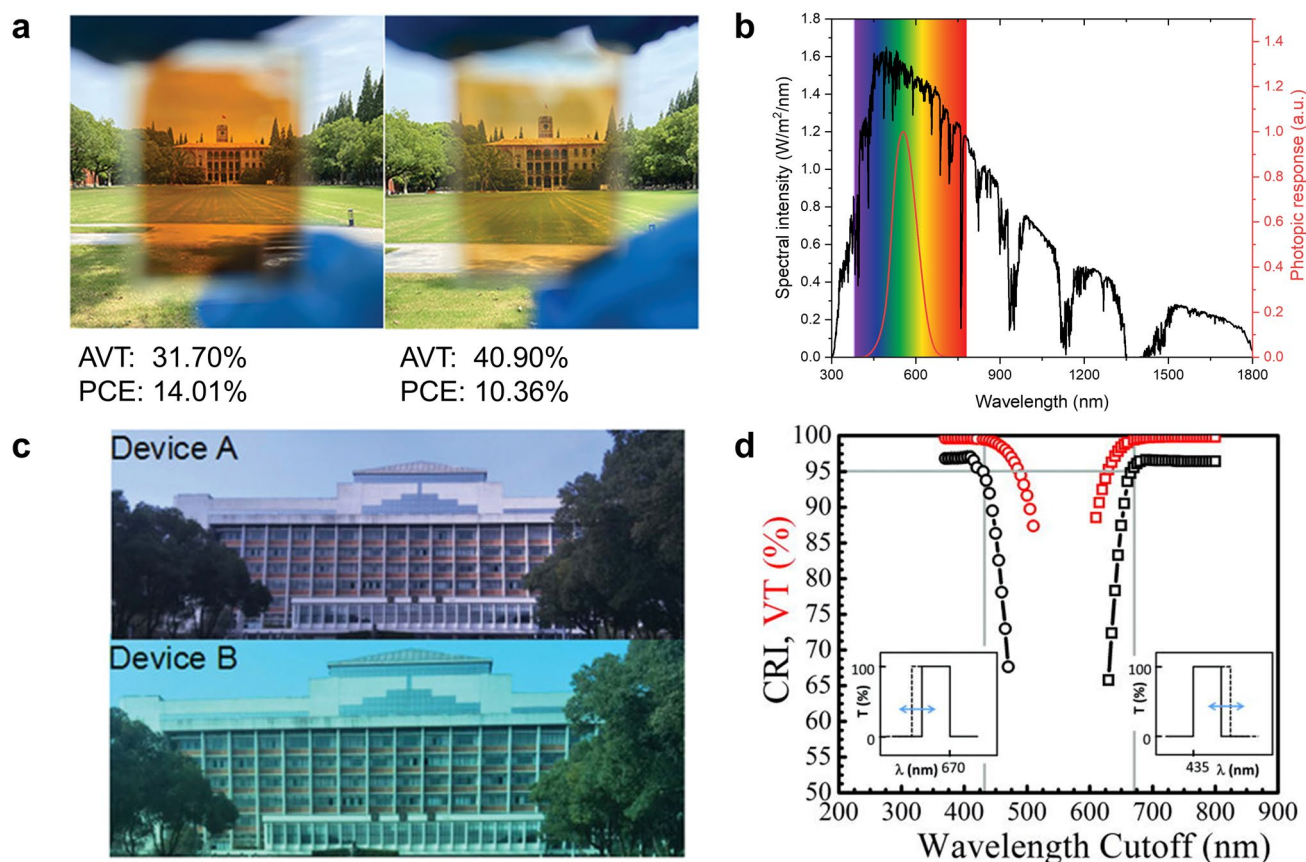 a
AVT: 31.70%
PCE: 14.01%
AVT: 40.90%
PCE: 10.36%
b
Spectral intensity (W/m²/nm)
1.8
1.6
1.4
1.2
1.0
0.8
0.6
0.4
0.2
0.0
300 600 900 1200 1500 1800
Wavelength (nm)
1.4
1.2
1.0
0.8
0.6
0.4
0.2
0.0
Photopic response (a.u.)
c
Device A
Device B
d
CRI, VT (%)
100
95
90
85
80
75
70
65
60
55
50
200 300 400 500 600 700 800 900
Wavelength Cutoff (nm)
T (%)
100
0
λ (nm) 670
T (%)
100
0
435 λ (nm)